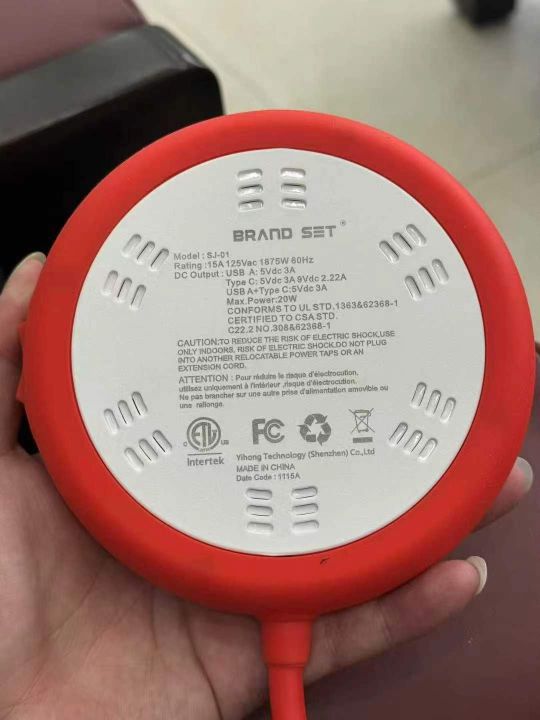 BRAND SET ®
Model : SJ-01
Rating :15A 125Vac 1875W 60Hz
DC Output : USB A: 5Vdc 3A
Type C: 5Vdc 3A 9Vdc 2.22A
USB A+Type C:5Vdc 3A
Max.Power:20W
CONFORMS TO UL STD.1363&62368-1
CERTIFIED TO CSA STD.
C22.2 NO.308&62368-1
CAUTION:TO REDUCE THE RISK OF ELECTRIC SHOCK,USE
ONLY INDOORS, RISK OF ELECTRIC SHOCK.DO NOT PLUG
INTO ANOTHER RELOCATABLE POWER TAPS OR AN
EXTENSION CORD.
ATTENTION : Pour réduire le risque d'électrocution,
utilisez uniquement à l'intérieur ,risque d'électrocution.
Ne pas brancher sur une autre prise d'alimentation amovible ou
une rallonge.
C ETL US FC
Intertek Yihong Technology (Shenzhen) Co.,Ltd
MADE IN CHINA
Date Code : 1115A